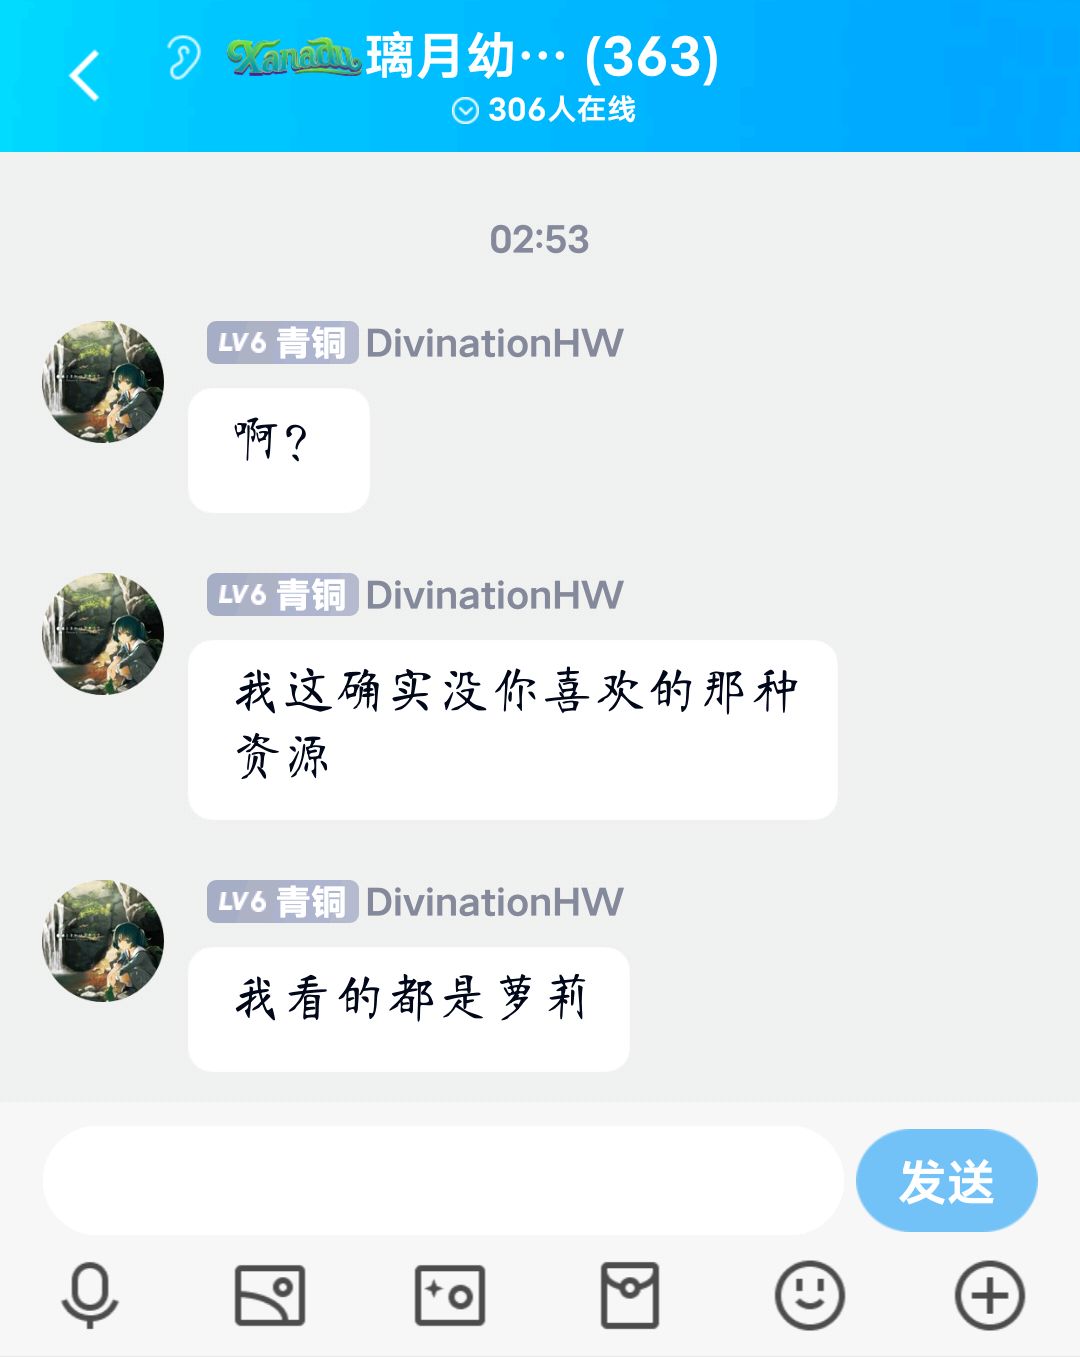 Xanadu 璃月幼… (363)
306人在线
02:53
LV6 青铜 DivinationHW
啊?
LV6 青铜 DivinationHW
我这确实没你喜欢的那种
资源
LV6 青铜 DivinationHW
我看的都是萝莉
发送